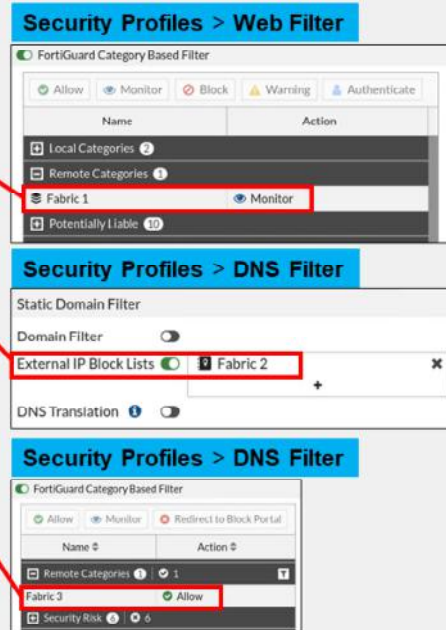 Security Profiles > Web Filter
FortiGuard Category Based Filter
Allow Monitor Block Warning Authenticate
Name Action
Local Categories 2
Remote Categories 1
Fabric 1 Monitor
Potentially Liable 10
Security Profiles > DNS Filter
Static Domain Filter
Domain Filter
External IP Block Lists Fabric 2
+
DNS Translation
Security Profiles > DNS Filter
FortiGuard Category Based Filter
Allow Monitor Redirect to Block Portal
Name Action
Remote Categories 1 1
Fabric 3 Allow
Security Risk 6 6